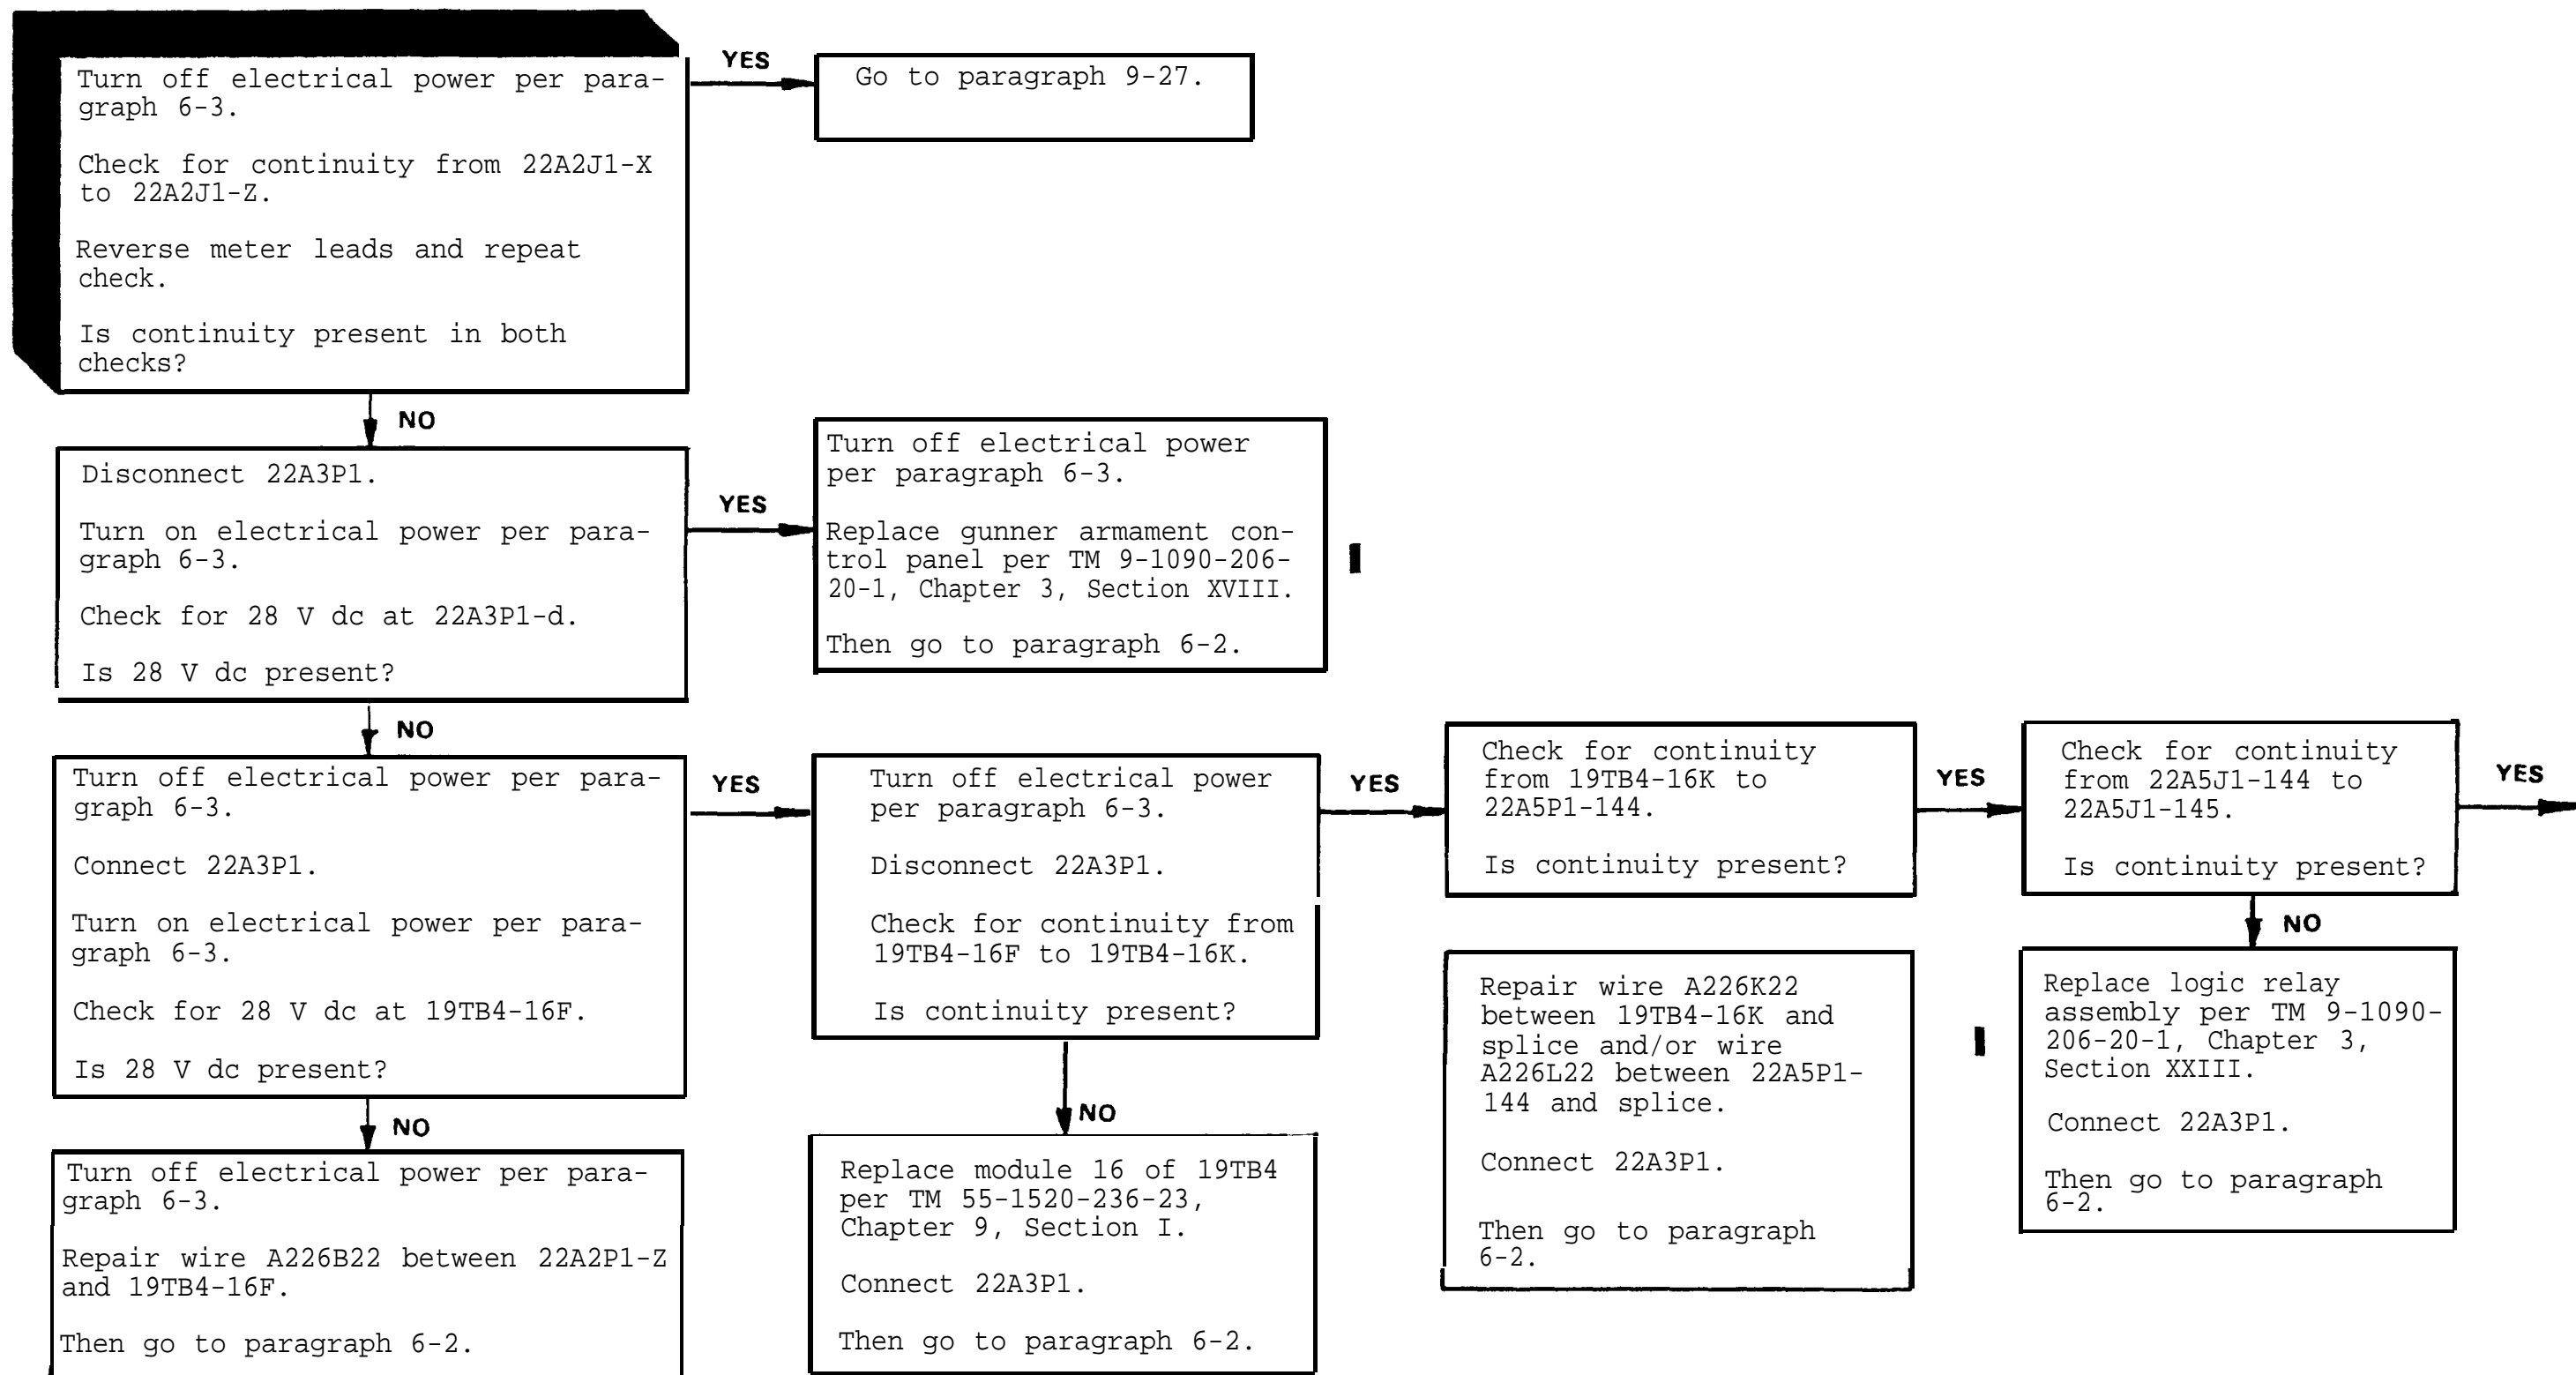 Turn off electrical power per para-
graph 6-3.
Check for continuity from 22A2J1-X
to 22A2J1-Z.
Reverse meter leads and repeat
check.
Is continuity present in both
checks?
YES
Go to paragraph 9-27.
NO
Disconnect 22A3P1.
Turn on electrical power per para-
graph 6-3.
Check for 28 V dc at 22A3P1-d.
Is 28 V dc present?
YES
Turn off electrical power
per paragraph 6-3.
Replace gunner armament con-
trol panel per TM 9-1090-206-
20-1, Chapter 3, Section XVIII.
Then go to paragraph 6-2.
NO
Turn off electrical power per para-
graph 6-3.
Connect 22A3P1.
Turn on electrical power per para-
graph 6-3.
Check for 28 V dc at 19TB4-16F.
Is 28 V dc present?
YES
Turn off electrical power
per paragraph 6-3.
Disconnect 22A3P1.
Check for continuity from
19TB4-16F to 19TB4-16K.
Is continuity present?
YES
Check for continuity
from 19TB4-16K to
22A5P1-144.
Is continuity present?
YES
Check for continuity
from 22A5J1-144 to
22A5J1-145.
Is continuity present?
YES
NO
Turn off electrical power per para-
graph 6-3.
Repair wire A226B22 between 22A2P1-Z
and 19TB4-16F.
Then go to paragraph 6-2.
NO
Replace module 16 of 19TB4
per TM 55-1520-236-23,
Chapter 9, Section I.
Connect 22A3P1.
Then go to paragraph 6-2.
Repair wire A226K22
between 19TB4-16K and
splice and/or wire
A226L22 between 22A5P1-
144 and splice.
Connect 22A3P1.
Then go to paragraph
6-2.
NO
Replace logic relay
assembly per TM 9-1090-
206-20-1, Chapter 3,
Section XXIII.
Connect 22A3P1.
Then go to paragraph
6-2.